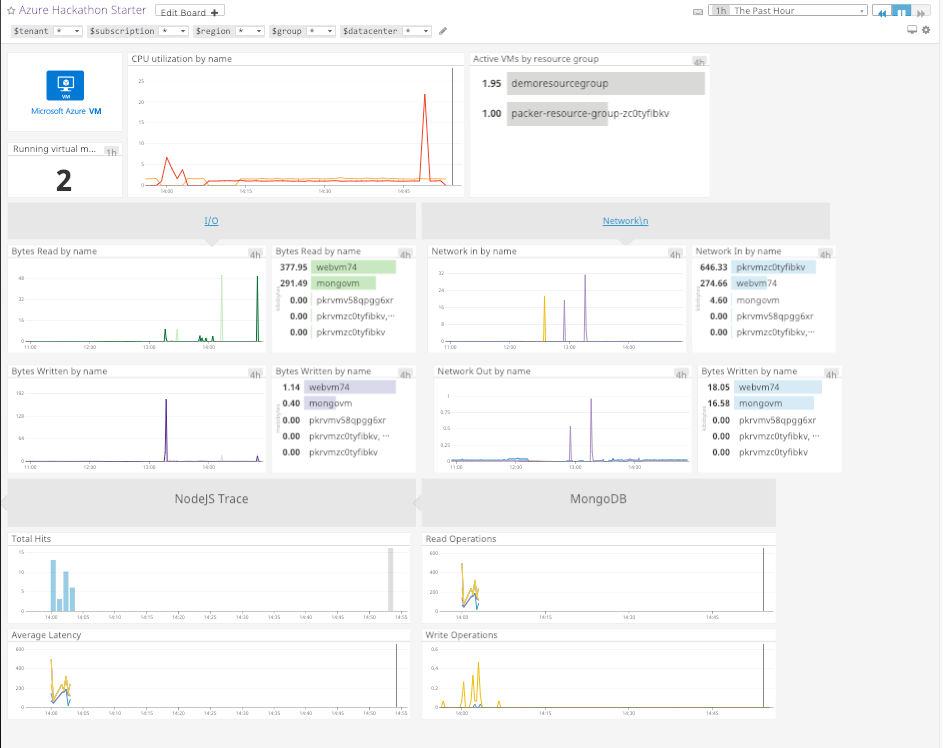 Azure Hackathon Starter
Edit Board +
1h The Past Hour
$tenant *
$subscription *
$region *
$group *
$datacenter *
VM
Microsoft Azure VM
Running virtual m... 1h
2
CPU utilization by name
25
20
15
10
5
0
14:00 14:15 14:30 14:45
Active VMs by resource group 4h
1.95 demoresourcegroup
1.00 packer-resource-group-zc0tyfibkv
I/O
Network\n
Bytes Read by name 4h
48
32
16
0
11:00 12:00 13:00 14:00
Bytes Read by name 4h
377.95 webvm74
291.49 mongovm
0.00 pkrvmv58qpgg6xr
0.00 pkrvmzc0tyfibkv,...
0.00 pkrvmzc0tyfibkv
Network in by name 4h
32
24
16
8
0
11:00 12:00 13:00 14:00
Network In by name 4h
646.33 pkrvmzc0tyfibkv
274.66 webvm74
4.60 mongovm
0.00 pkrvmv58qpgg6xr
0.00 pkrvmzc0tyfibkv,...
Bytes Written by name 4h
192
128
64
0
11:00 12:00 13:00 14:00
Bytes Written by name 4h
1.14 webvm74
0.40 mongovm
0.00 pkrvmv58qpgg6xr
0.00 pkrvmzc0tyfibkv, ...
0.00 pkrvmzc0tyfibkv
Network Out by name 4h
1
0.75
0.5
0.25
0
11:00 12:00 13:00 14:00
Bytes Written by name 4h
18.05 webvm74
16.58 mongovm
0.00 pkrvmv58qpgg6xr
0.00 pkrvmzc0tyfibkv, ...
0.00 pkrvmzc0tyfibkv
NodeJS Trace
MongoDB
Total Hits
15
10
5
0
14:00 14:05 14:10 14:15 14:20 14:25 14:30 14:35 14:40 14:45 14:50 14:55
Read Operations
600
400
200
0
14:00 14:15 14:30 14:45
Average Latency
600
400
200
0
14:00 14:05 14:10 14:15 14:20 14:25 14:30 14:35 14:40 14:45 14:50 14:55
Write Operations
0.6
0.4
0.2
0
14:00 14:15 14:30 14:45